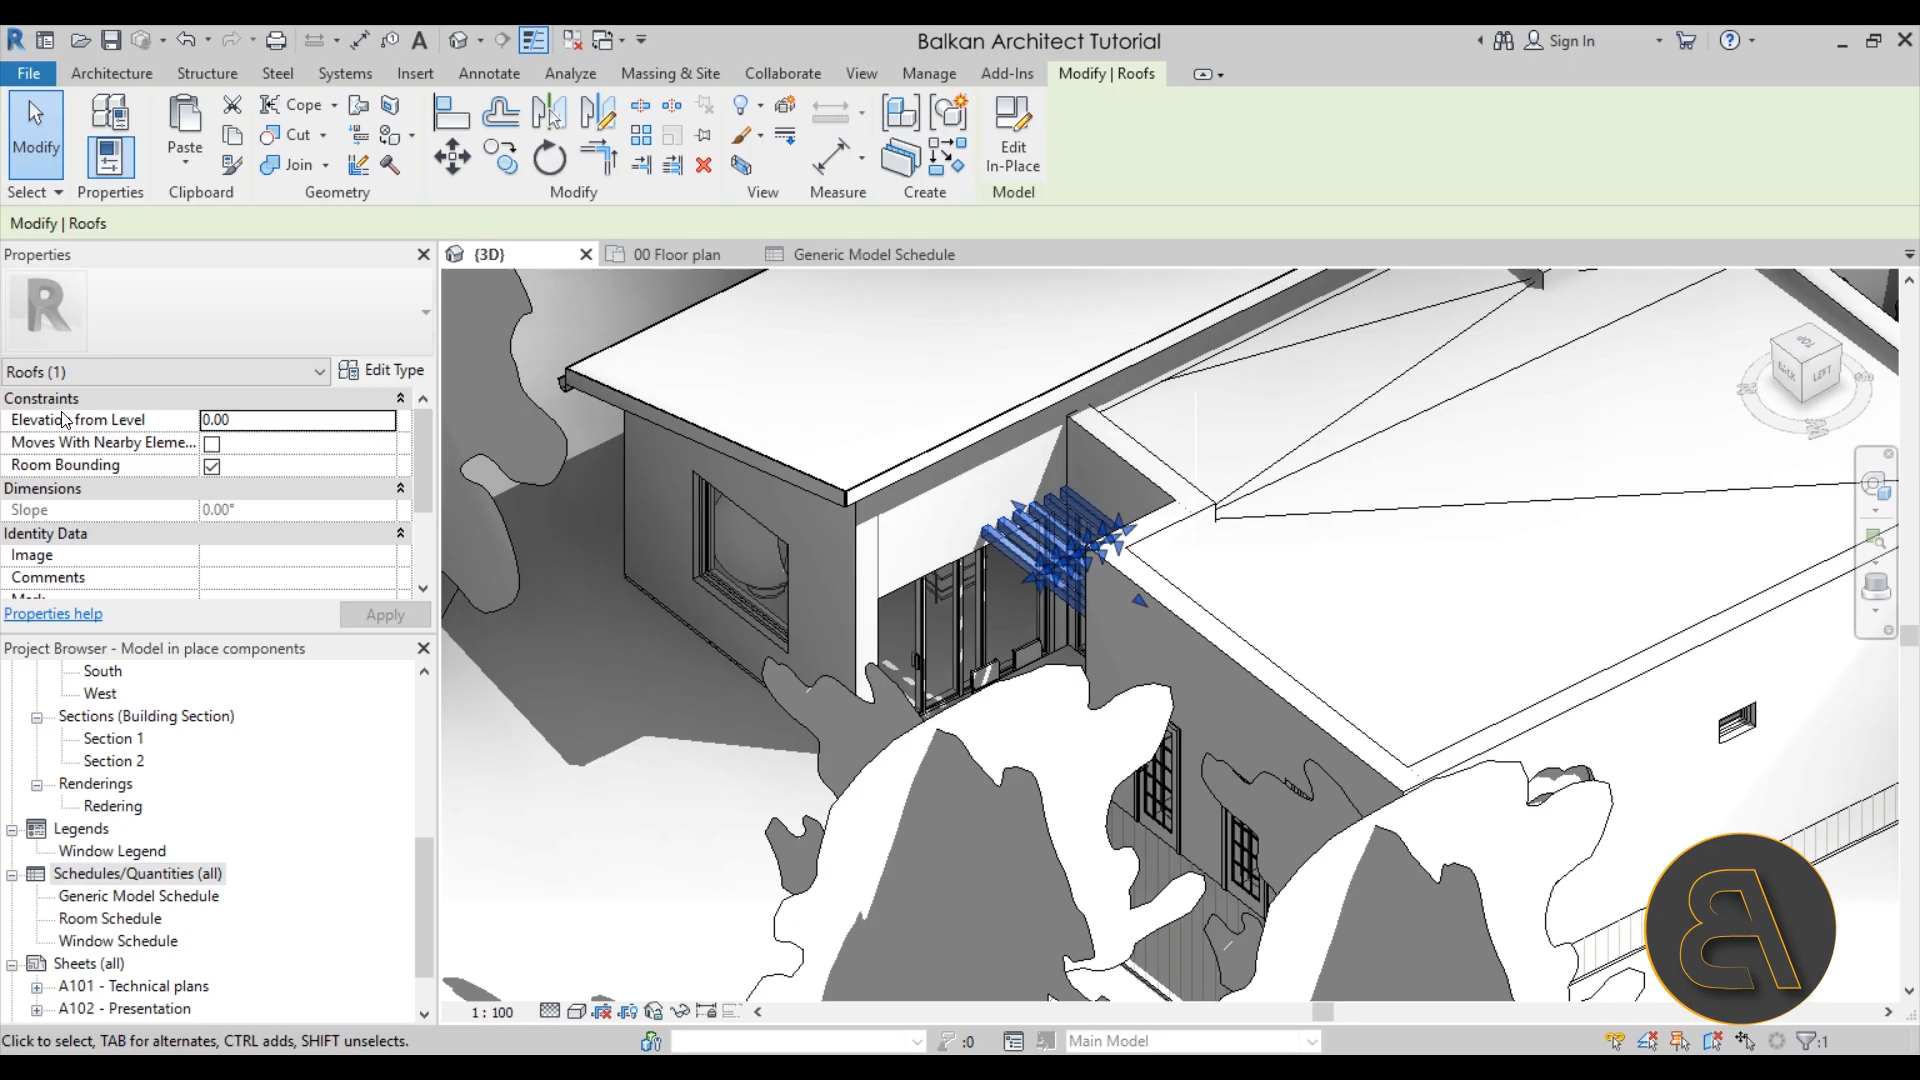 Balkan Architect Tutorial
Sign In
File
Architecture
Structure
Steel
Systems
Insert
Annotate
Analyze
Massing & Site
Collaborate
View
Manage
Add-Ins
Modify | Roofs
Modify
Paste
Cope
Cut
Join
Edit
In-Place
Select
Properties
Clipboard
Geometry
Modify
View
Measure
Create
Model
Modify | Roofs
Properties
{3D}
00 Floor plan
Generic Model Schedule
R
Roofs (1)
Edit Type
Constraints
Elevation from Level
0.00
Moves With Nearby Eleme...
Room Bounding
Dimensions
Slope
0.00°
Identity Data
Image
Comments
Properties help
Apply
TOP
BACK
LEFT
Project Browser - Model in place components
South
West
Sections (Building Section)
Section 1
Section 2
Renderings
Redering
Legends
Window Legend
Schedules/Quantities (all)
Generic Model Schedule
Room Schedule
Window Schedule
Sheets (all)
A101 - Technical plans
A102 - Presentation
1 : 100
Click to select, TAB for alternates, CTRL adds, SHIFT unselects.
:0
Main Model
:1